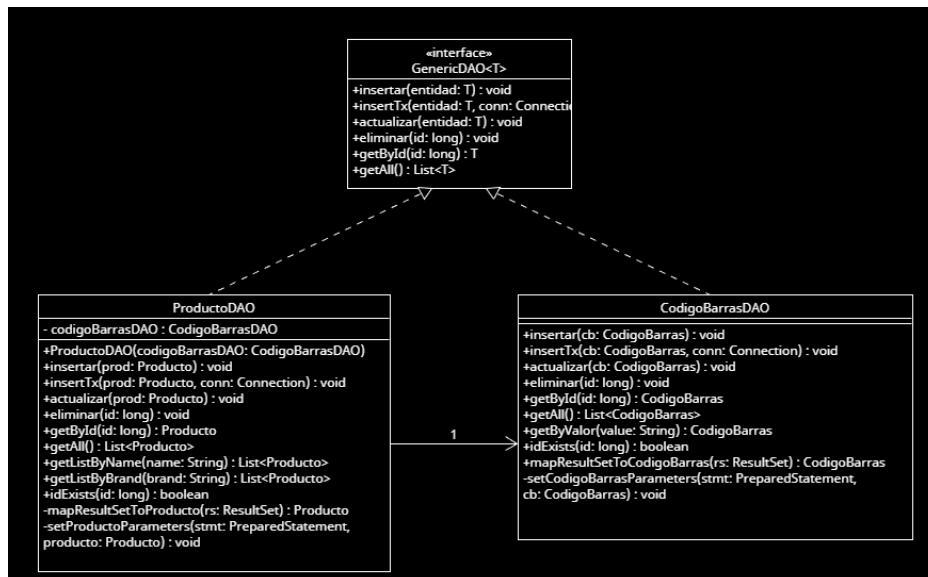 «interface»
GenericDAO<T>
+insertar(entidad: T) : void
+insertTx(entidad: T, conn: Connectio
+actualizar(entidad: T) : void
+eliminar(id: long) : void
+getById(id: long) : T
+getAll() : List<T>
ProductoDAO
- codigoBarrasDAO : CodigoBarrasDAO
+ProductoDAO(codigoBarrasDAO: CodigoBarrasDAO)
+insertar(prod: Producto) : void
+insertTx(prod: Producto, conn: Connection) : void
+actualizar(prod: Producto) : void
+eliminar(id: long) : void
+getById(id: long) : Producto
+getAll() : List<Producto>
+getListByName(name: String) : List<Producto>
+getListByBrand(brand: String) : List<Producto>
+idExists(id: long) : boolean
-mapResultSetToProducto(rs: ResultSet) : Producto
-setProductoParameters(stmt: PreparedStatement,
producto: Producto) : void
1
CodigoBarrasDAO
+insertar(cb: CodigoBarras) : void
+insertTx(cb: CodigoBarras, conn: Connection) : void
+actualizar(cb: CodigoBarras) : void
+eliminar(id: long) : void
+getById(id: long) : CodigoBarras
+getAll() : List<CodigoBarras>
+getByValor(value: String) : CodigoBarras
+idExists(id: long) : boolean
+mapResultSetToCodigoBarras(rs: ResultSet) : CodigoBarras
-setCodigoBarrasParameters(stmt: PreparedStatement,
cb: CodigoBarras) : void